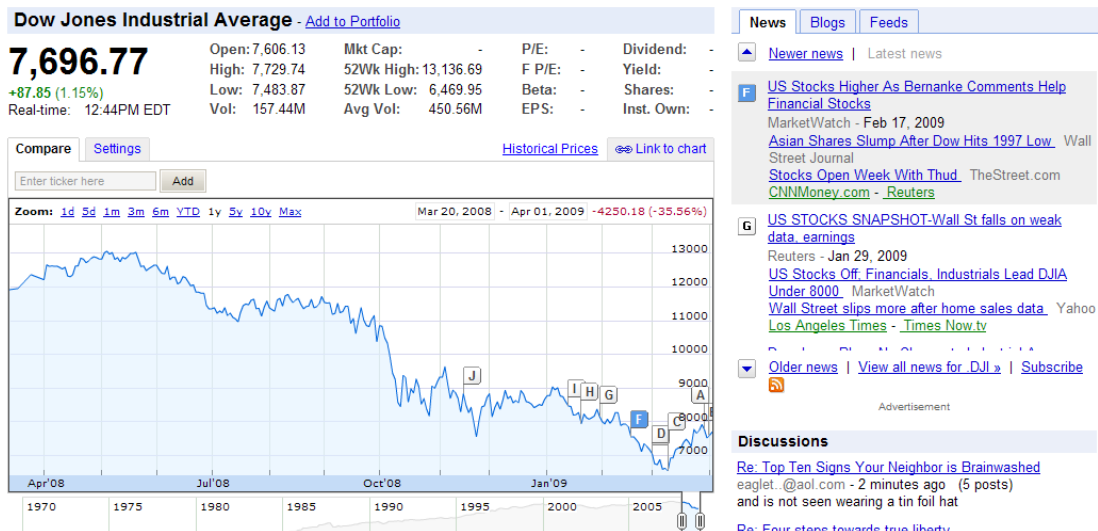 Dow Jones Industrial Average - Add to Portfolio
7,696.77
+87.85 (1.15%)
Real-time: 12:44PM EDT
Open: 7,606.13 Mkt Cap: - P/E: - Dividend: -
High: 7,729.74 52Wk High: 13,136.69 F P/E: - Yield: -
Low: 7,483.87 52Wk Low: 6,469.95 Beta: - Shares: -
Vol: 157.44M Avg Vol: 450.56M EPS: - Inst. Own: -
Compare Settings Historical Prices Link to chart
Enter ticker here Add
Zoom: 1d 5d 1m 3m 6m YTD 1y 5y 10y Max Mar 20, 2008 - Apr 01, 2009 -4250.18 (-35.56%)
13000
12000
11000
10000
9000
8000
7000
J
I H G
A
F
C
D
Apr'08 Jul'08 Oct'08 Jan'09
1970 1975 1980 1985 1990 1995 2000 2005
News Blogs Feeds
Newer news | Latest news
F
US Stocks Higher As Bernanke Comments Help
Financial Stocks
MarketWatch - Feb 17, 2009
Asian Shares Slump After Dow Hits 1997 Low Wall
Street Journal
Stocks Open Week With Thud TheStreet.com
CNNMoney.com - Reuters
G
US STOCKS SNAPSHOT-Wall St falls on weak
data, earnings
Reuters - Jan 29, 2009
US Stocks Off; Financials, Industrials Lead DJIA
Under 8000 MarketWatch
Wall Street slips more after home sales data Yahoo
Los Angeles Times - Times Now.tv
Older news | View all news for .DJI » | Subscribe
Advertisement
Discussions
Re: Top Ten Signs Your Neighbor is Brainwashed
eaglet..@aol.com - 2 minutes ago (5 posts)
and is not seen wearing a tin foil hat
Re: Four steps towards true liberty